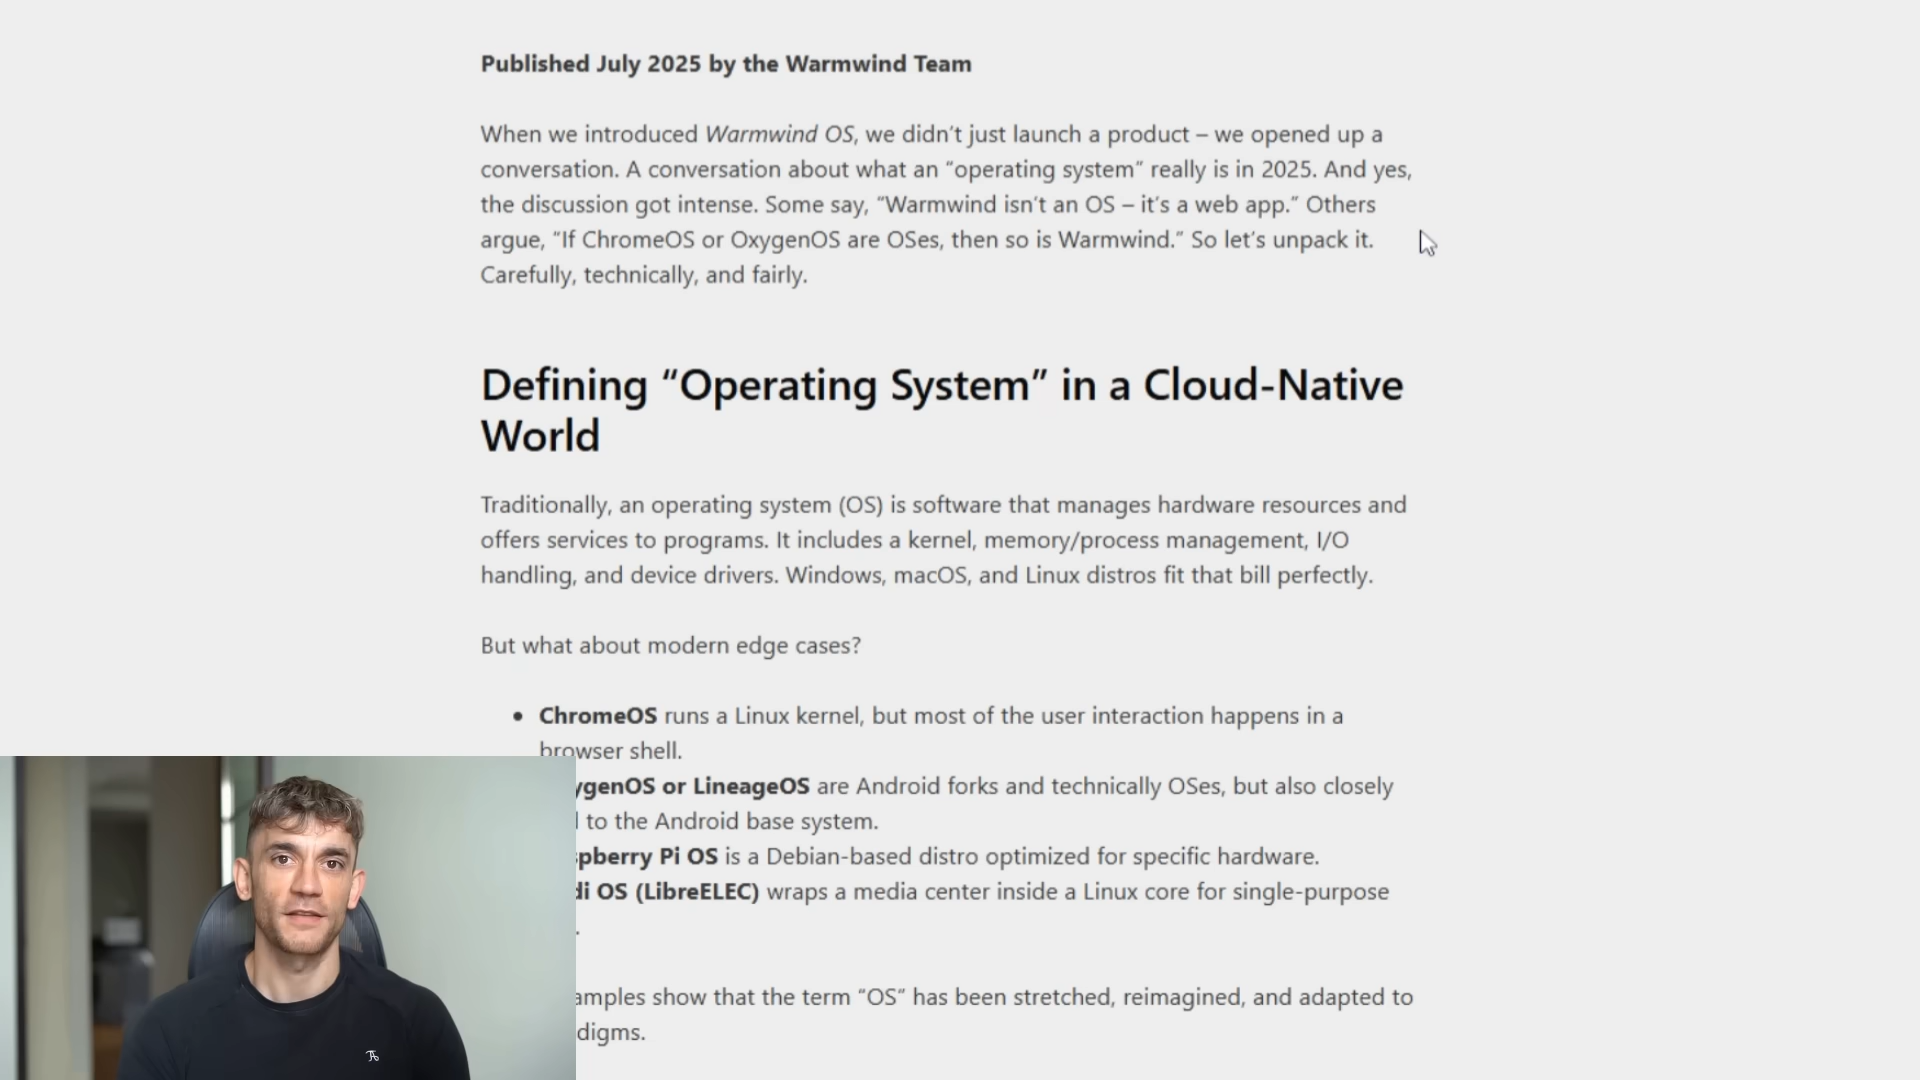 Published July 2025 by the Warmwind Team
When we introduced Warmwind OS, we didn’t just launch a product – we opened up a
conversation. A conversation about what an “operating system” really is in 2025. And yes,
the discussion got intense. Some say, “Warmwind isn’t an OS – it’s a web app.” Others
argue, “If ChromeOS or OxygenOS are OSes, then so is Warmwind.” So let’s unpack it.
Carefully, technically, and fairly.
Defining “Operating System” in a Cloud-Native
World
Traditionally, an operating system (OS) is software that manages hardware resources and
offers services to programs. It includes a kernel, memory/process management, I/O
handling, and device drivers. Windows, macOS, and Linux distros fit that bill perfectly.
But what about modern edge cases?
• ChromeOS runs a Linux kernel, but most of the user interaction happens in a
browser shell.
ygenOS or LineageOS are Android forks and technically OSes, but also closely
to the Android base system.
spberry Pi OS is a Debian-based distro optimized for specific hardware.
di OS (LibreELEC) wraps a media center inside a Linux core for single-purpose
.
amples show that the term “OS” has been stretched, reimagined, and adapted to
digms.